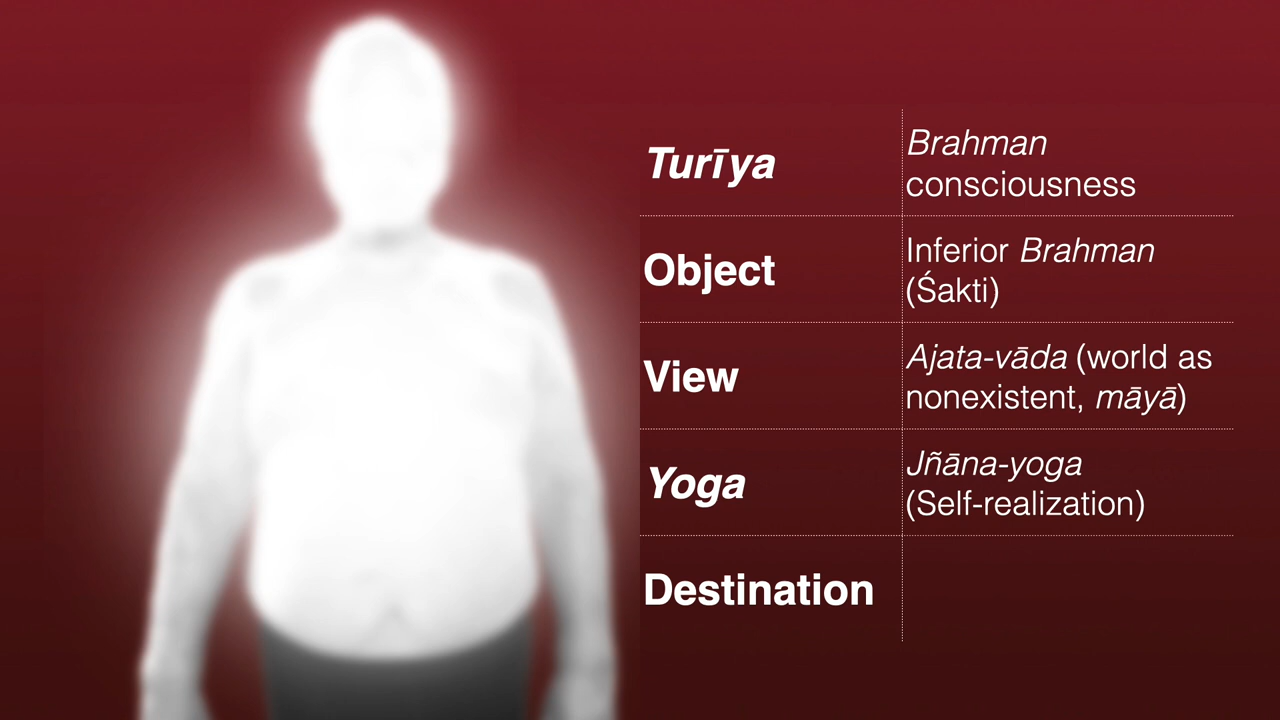 Turīya
Brahman
consciousness
Object
Inferior Brahman
(Śakti)
View
Ajata-vāda (world as
nonexistent, māyā)
Yoga
Jñāna-yoga
(Self-realization)
Destination